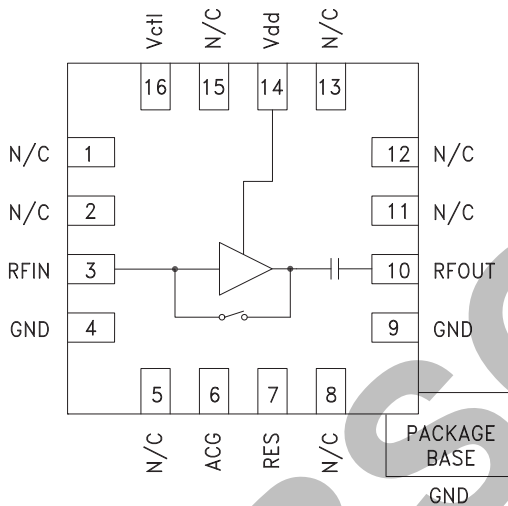 Vctl
N/C
Vdd
N/C
16
15
14
13
N/C
1
12
N/C
N/C
2
11
N/C
RFIN
3
10
RFOUT
GND
4
9
GND
5
6
7
8
N/C
ACG
RES
N/C
PACKAGE
BASE
GND